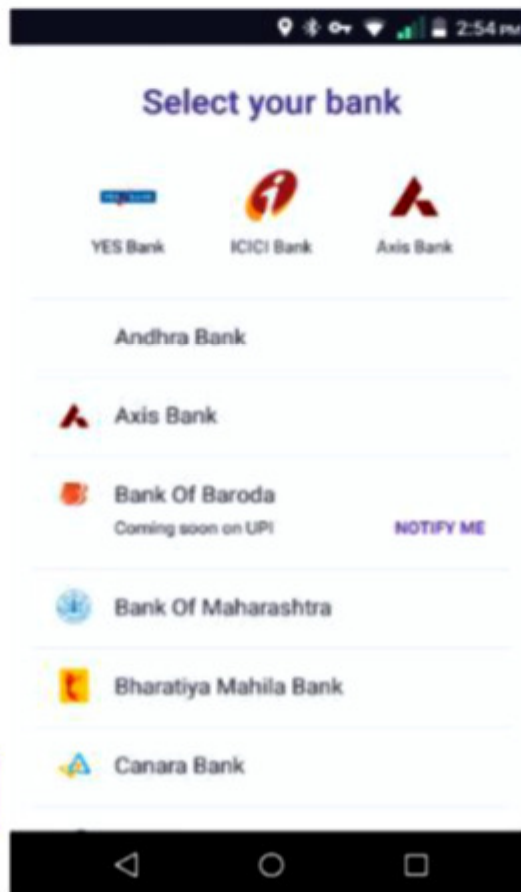 2:54 PM
Select your bank
YES Bank ICICI Bank Axis Bank
Andhra Bank
Axis Bank
Bank Of Baroda
Coming soon on UPI NOTIFY ME
Bank Of Maharashtra
Bharatiya Mahila Bank
Canara Bank